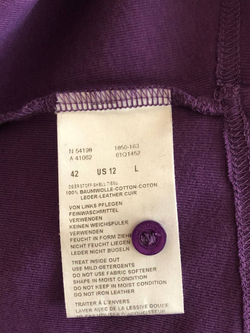 N 64198 1850-163
A 41062 61Q1452
42 US 12 L
OBERSTOFF-SHELL-TISSU
100% BAUMWOLLE-COTTON-COTON
LEDER-LEATHER CUIR
VON LINKS PFLEGEN
FEINWASCHMITTEL
VERWENDEN
KEINEN WEICHSPÜLER
VERWENDEN
FEUCHT IN FORM ZIEHEN
NICHT FEUCHT LIEGEN
LEDER NICHT BÜGELN
TREAT INSIDE OUT
USE MILD-DETERGENTS
DO NOT USE FABRIC SOFTENER
SHAPE IN MOIST CONDITION
DO NOT KEEP IN MOIST CONDITION
DO NOT IRON LEATHER
TRAITER A L'ENVERS
LAVER AVEC DE LA LESSIVE DOUCE